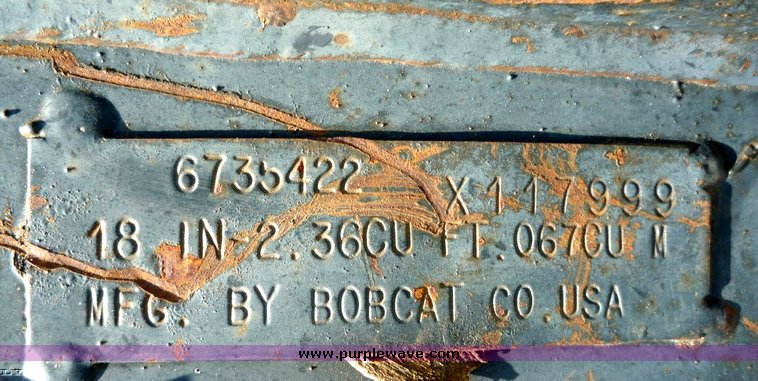 6735422 X117999
18 IN 2.36CU FT.067CU M
MFG. BY BOBCAT CO.USA
www.purplewave.com